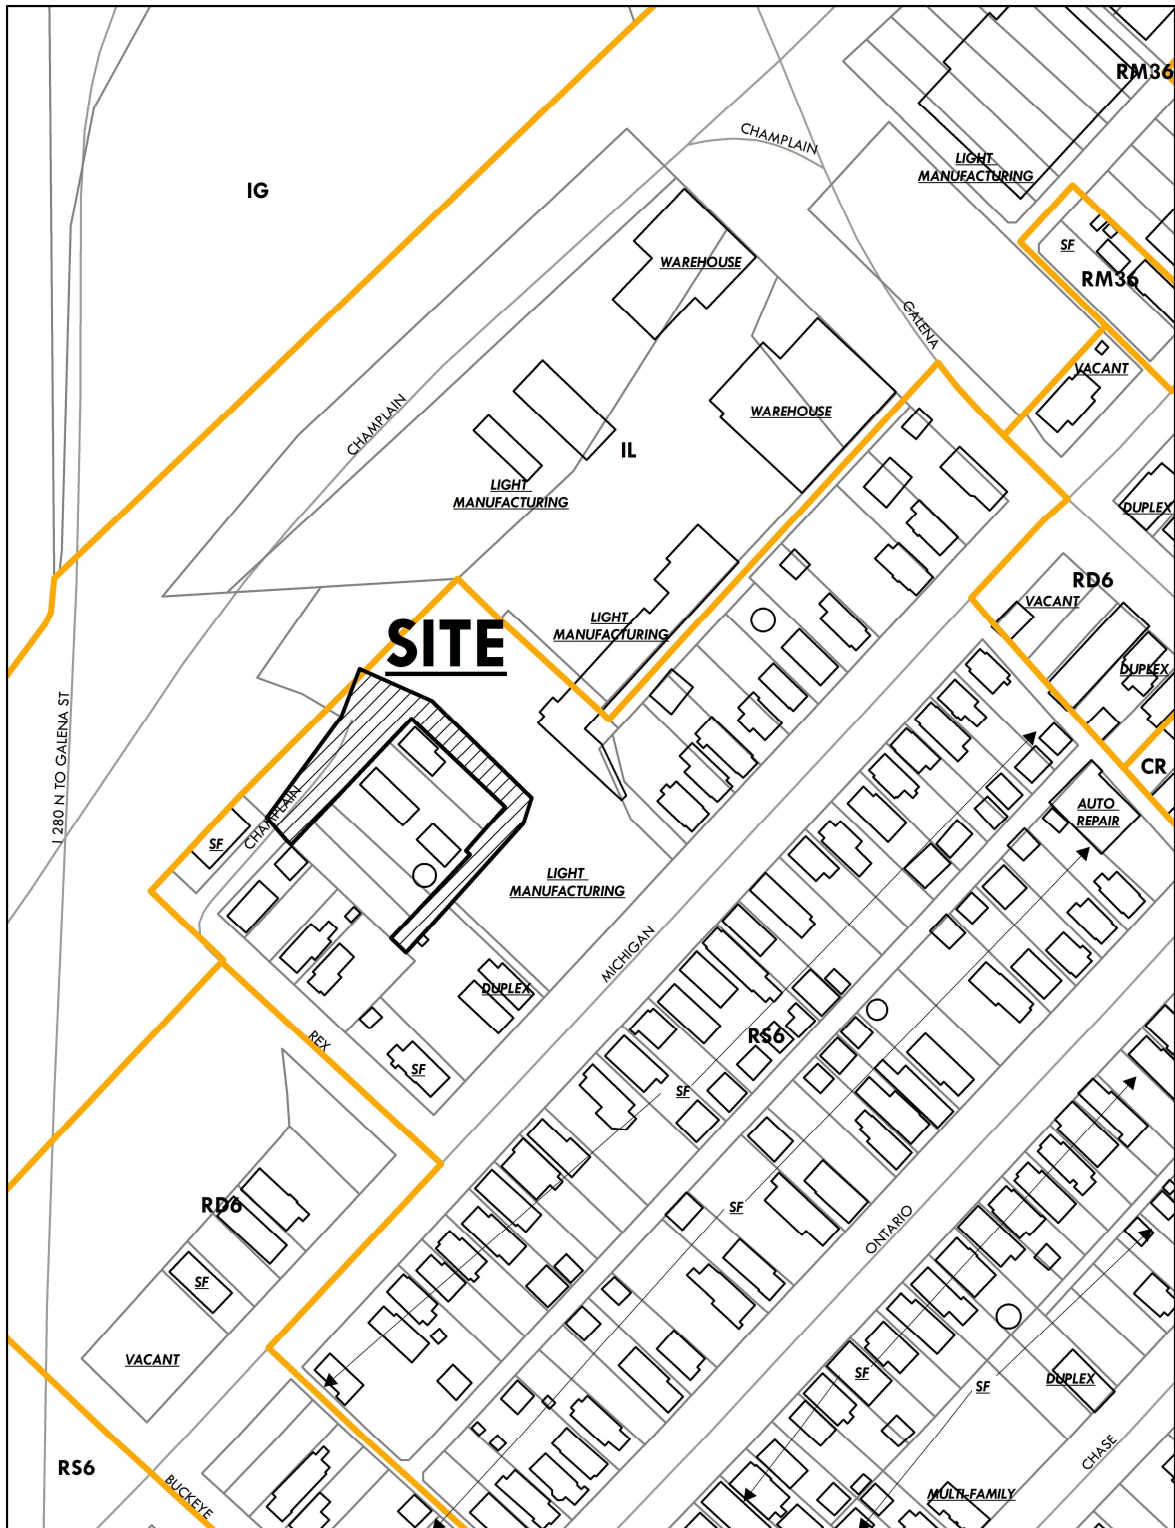 RM36
CHAMPLAIN
LIGHT
MANUFACTURING
IG
SF
WAREHOUSE
RM36
GALENA
VACANT
CHAMPLAIN
WAREHOUSE
IL
LIGHT
MANUFACTURING
DUPLEX
RD6
VACANT
LIGHT
MANUFACTURING
SITE
DUPLEX
I 280 N TO GALENA ST
CR
AUTO
REPAIR
CHAMPLAIN
SF
LIGHT
MANUFACTURING
MICHIGAN
DUPLEX
REX
RS6
SF
SF
RD6
SF
ONTARIO
SF
VACANT
SF
SF
DUPLEX
RS6
BUCKEYE
CHASE
MULTI-FAMILY